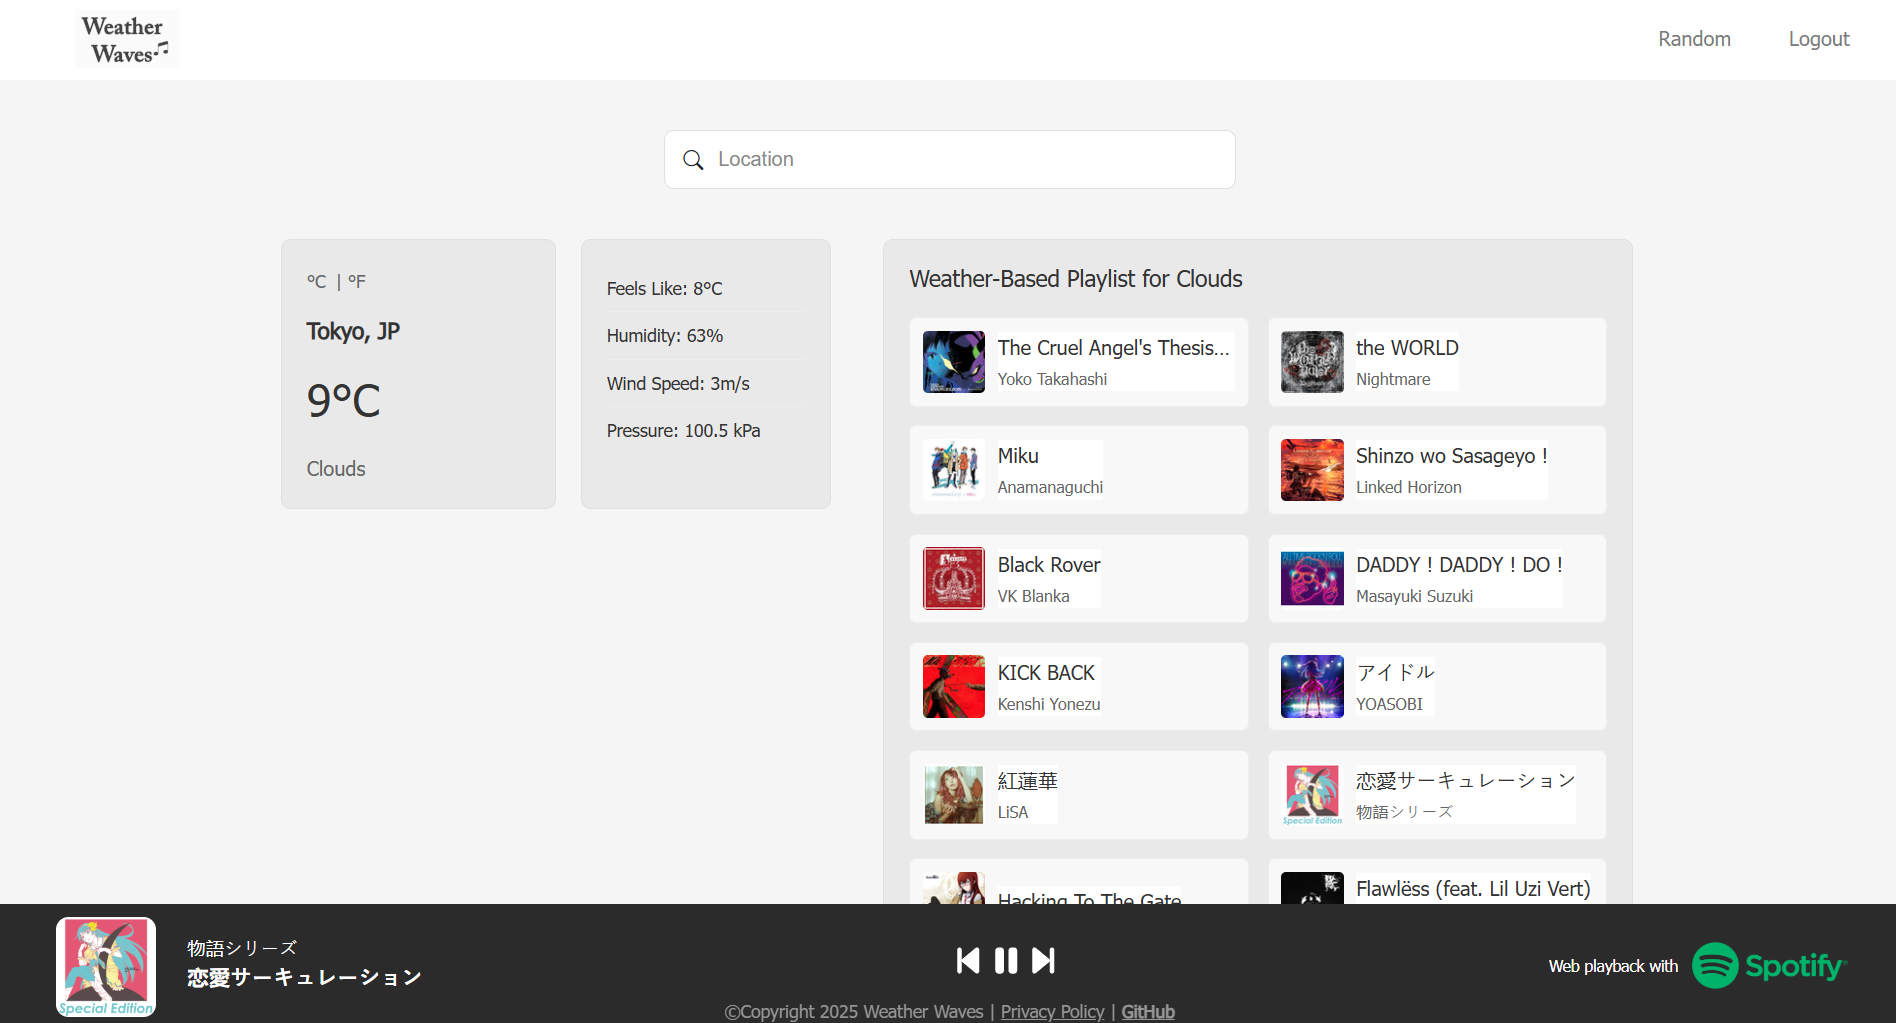 Weather
Waves
Random
Logout
Location
°C | °F
Tokyo, JP
9°C
Clouds
Feels Like: 8°C
Humidity: 63%
Wind Speed: 3m/s
Pressure: 100.5 kPa
Weather-Based Playlist for Clouds
The Cruel Angel's Thesis...
Yoko Takahashi
the WORLD
Nightmare
Miku
Anamanaguchi
Shinzo wo Sasageyo !
Linked Horizon
Black Rover
VK Blanka
DADDY ! DADDY ! DO !
Masayuki Suzuki
KICK BACK
Kenshi Yonezu
アイドル
YOASOBI
紅蓮華
LiSA
Special Edition
恋愛サーキュレーション
物語シリーズ
Hacking To The Gate
Flawlëss (feat. Lil Uzi Vert)
Special Edition
物語シリーズ
恋愛サーキュレーション
Web playback with
Spotify
©Copyright 2025 Weather Waves | Privacy Policy | GitHub